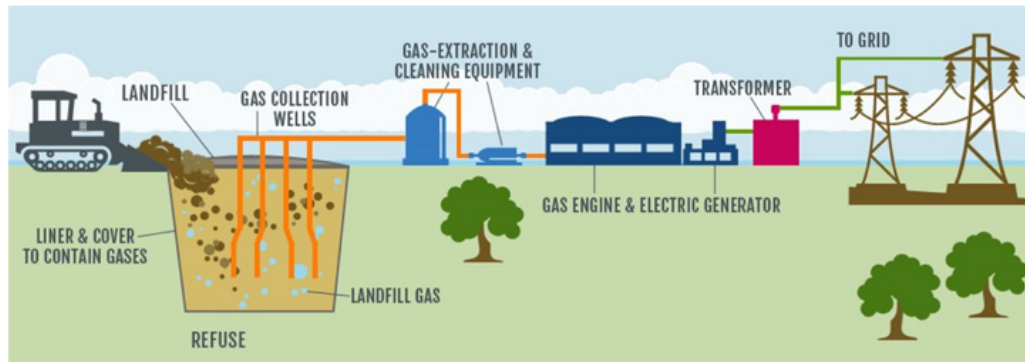 LANDFILL
GAS COLLECTION
WELLS
GAS-EXTRACTION &
CLEANING EQUIPMENT
TO GRID
TRANSFORMER
GAS ENGINE & ELECTRIC GENERATOR
LINER & COVER
TO CONTAIN GASES
LANDFILL GAS
REFUSE